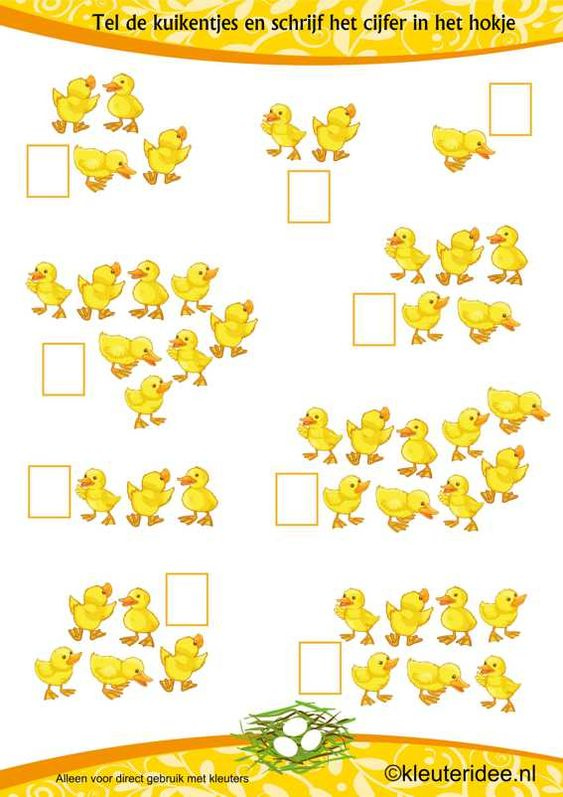 Tel de kuikentjes en schrijf het cijfer in het hokje
Alleen voor direct gebruik met kleuters
©kleuteridee.nl